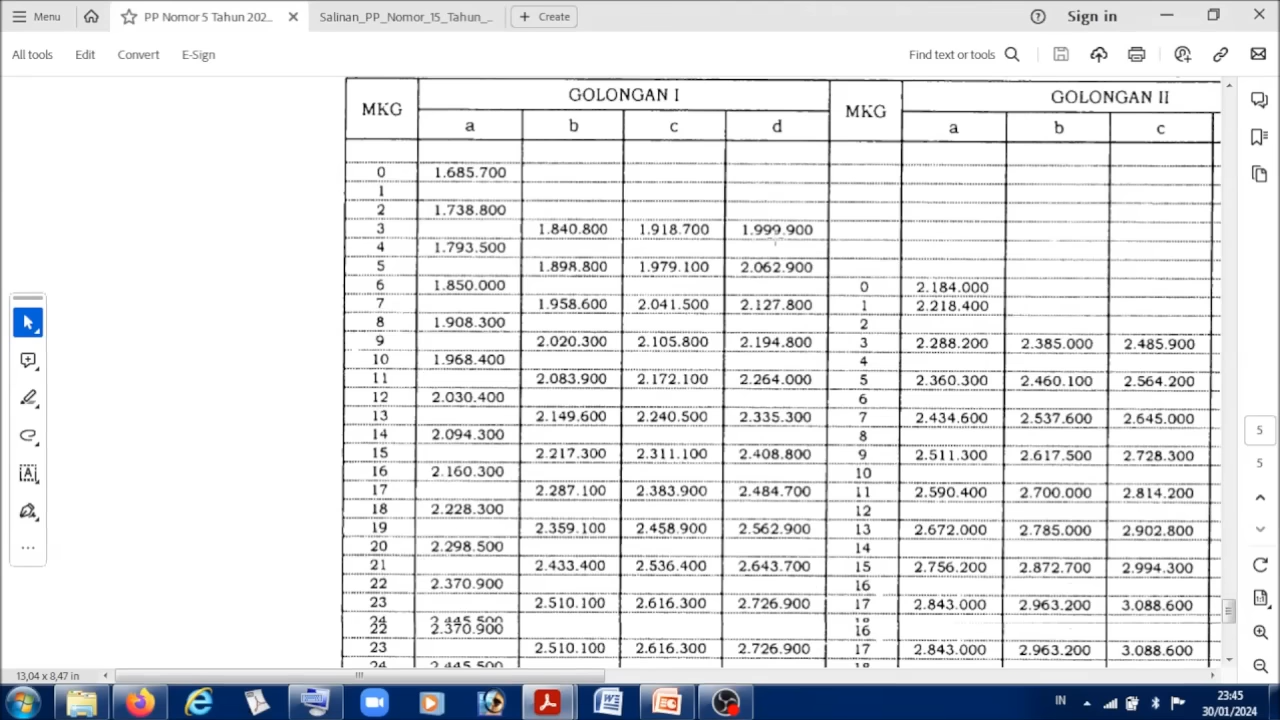 Menu
PP Nomor 5 Tahun 202...
Salinan_PP_Nomor_15_Tahun_...
+ Create
Sign in
All tools Edit Convert E-Sign
Find text or tools
MKG GOLONGAN I MKG GOLONGAN II
a b c d a b c
0 1.685.700
1
2 1.738.800
3 1.840.800 1.918.700 1.999.900
4 1.793.500
5 1.898.800 1.979.100 2.062.900
6 1.850.000 0 2.184.000
7 1.958.600 2.041.500 2.127.800 1 2.218.400
8 1.908.300 2
9 2.020.300 2.105.800 2.194.800 3 2.288.200 2.385.000 2.485.900
10 1.968.400 4
11 2.083.900 2.172.100 2.264.000 5 2.360.300 2.460.100 2.564.200
12 2.030.400 6
13 2.149.600 2.240.500 2.335.300 7 2.434.600 2.537.600 2.645.000
14 2.094.300 8
15 2.217.300 2.311.100 2.408.800 9 2.511.300 2.617.500 2.728.300
16 2.160.300 10
17 2.287.100 2.383.900 2.484.700 11 2.590.400 2.700.000 2.814.200
18 2.228.300 12
19 2.359.100 2.458.900 2.562.900 13 2.672.000 2.785.000 2.902.800
20 2.298.500 14
21 2.433.400 2.536.400 2.643.700 15 2.756.200 2.872.700 2.994.300
22 2.370.900 16
23 2.510.100 2.616.300 2.726.900 17 2.843.000 2.963.200 3.088.600
22 2.370.900 16
23 2.510.100 2.616.300 2.726.900 17 2.843.000 2.963.200 3.088.600
24 2.445.500 18
5
5
13,04 x 8,47 in
IN
23:45
30/01/2024